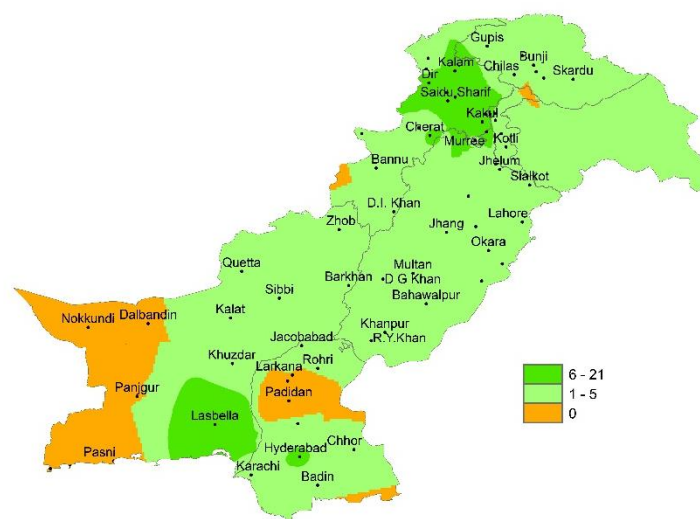 Gupis
Bunji
Kalam
Chilas
Skardu
Dir
Saidu Sharif
Kakul
Cherat
Murree
Kotli
Bannu
Jhelum
Sialkot
D.I. Khan
Zhob
Jhang
Lahore
Okara
Quetta
Multan
Barkhan
D G Khan
Sibbi
Bahawalpur
Kalat
Dalbandin
Nokkundi
Khanpur
R.Y.Khan
Jacobabad
Khuzdar
Rohri
Larkana
6 - 21
1 - 5
0
Panjgur
Padidan
Lasbella
Chhor
Hyderabad
Pasni
Karachi
Badin